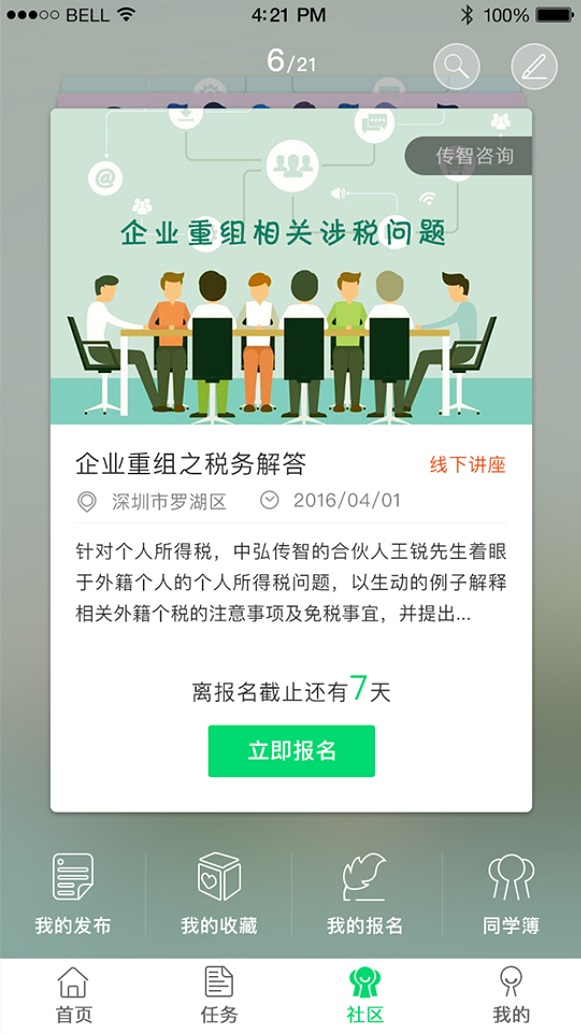 BELL 4:21 PM 100%
6/21
传智咨询
企业重组相关涉税问题
企业重组之税务解答 线下讲座
深圳市罗湖区 2016/04/01
针对个人所得税，中弘传智的合伙人王锐先生着眼
于外籍个人的个人所得税问题，以生动的例子解释
相关外籍个税的注意事项及免税事宜，并提出...
离报名截止还有7天
立即报名
我的发布 我的收藏 我的报名 同学簿
首页 任务 社区 我的